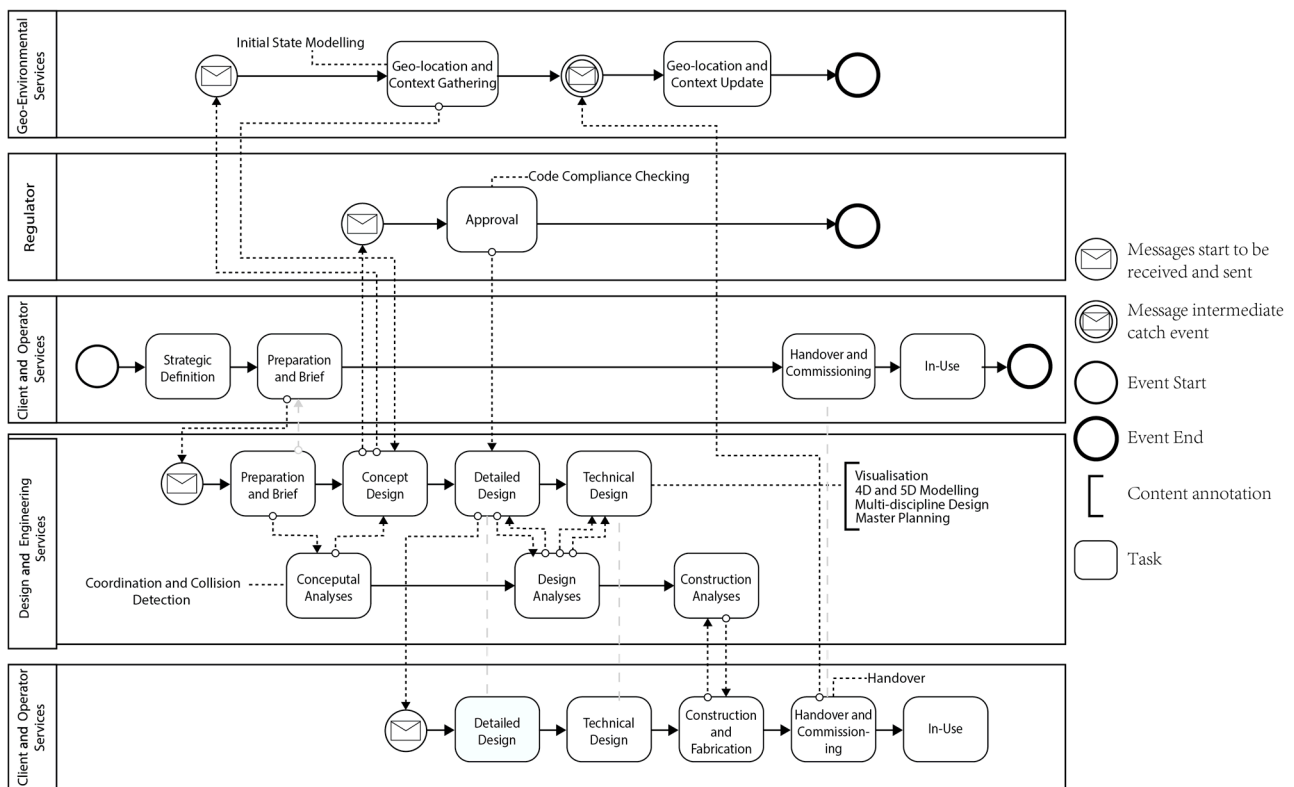 Geo-Environmental
Services
Initial State Modelling
Geo-location and
Context Gathering
Geo-location and
Context Update
Regulator
Code Compliance Checking
Approval
Client and Operator
Services
Strategic
Definition
Preparation
and Brief
Handover and
Commissioning
In-Use
Design and Engineering
Services
Preparation
and Brief
Concept
Design
Detailed
Design
Technical
Design
Visualisation
4D and 5D Modelling
Multi-discipline Design
Master Planning
Coordination and Collision
Detection
Conceputal
Analyses
Design
Analyses
Construction
Analyses
Client and Operator
Services
Detailed
Design
Technical
Design
Construction
and
Fabrication
Handover and
Commission-
ing
Handover
In-Use
Messages start to be
received and sent
Message intermediate
catch event
Event Start
Event End
Content annotation
Task